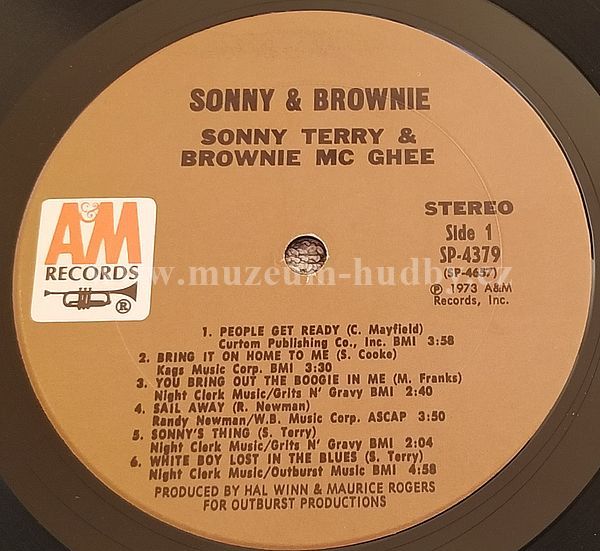 SONNY & BROWNIE
SONNY TERRY &
BROWNIE MC GHEE
A&M
RECORDS
®
STEREO
Side 1
SP-4379
(SP-4657)
℗ 1973 A&M
Records, Inc.
www.muzeum-hudby.cz
1. PEOPLE GET READY (C. Mayfield)
Curtom Publishing Co., Inc. BMI 3:58
2. BRING IT ON HOME TO ME (S. Cooke)
Kags Music Corp. BMI 3:30
3. YOU BRING OUT THE BOOGIE IN ME (M. Franks)
Night Clerk Music/Grits N' Gravy BMI 2:40
4. SAIL AWAY (R. Newman)
Randy Newman/W.B. Music Corp. ASCAP 3:50
5. SONNY'S THING (S. Terry)
Night Clerk Music/Grits N' Gravy BMI 2:04
6. WHITE BOY LOST IN THE BLUES (S. Terry)
Night Clerk Music/Outburst Music BMI 4:58
PRODUCED BY HAL WINN & MAURICE ROGERS
FOR OUTBURST PRODUCTIONS